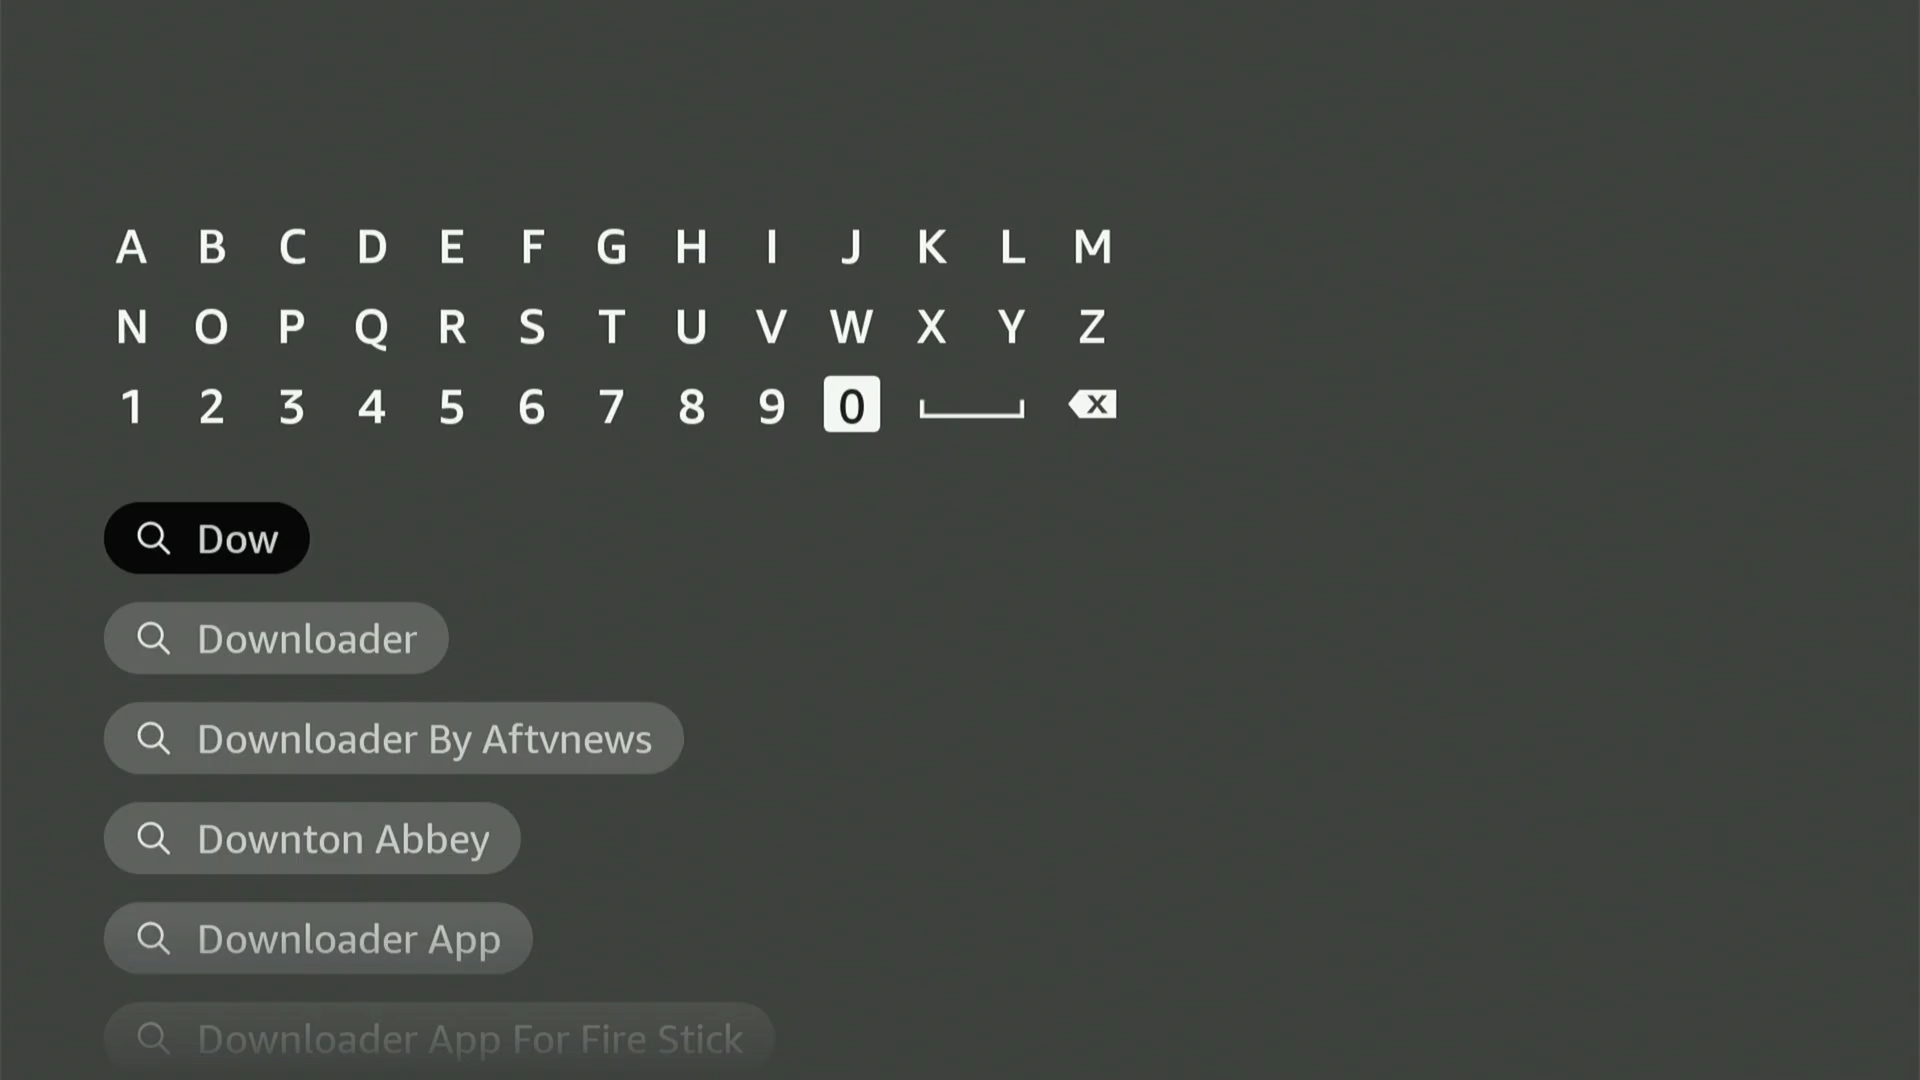 A B C D E F G H I J K L M
N O P Q R S T U V W X Y Z
1 2 3 4 5 6 7 8 9 0
Dow
Downloader
Downloader By Aftvnews
Downton Abbey
Downloader App
Downloader App For Fire Stick